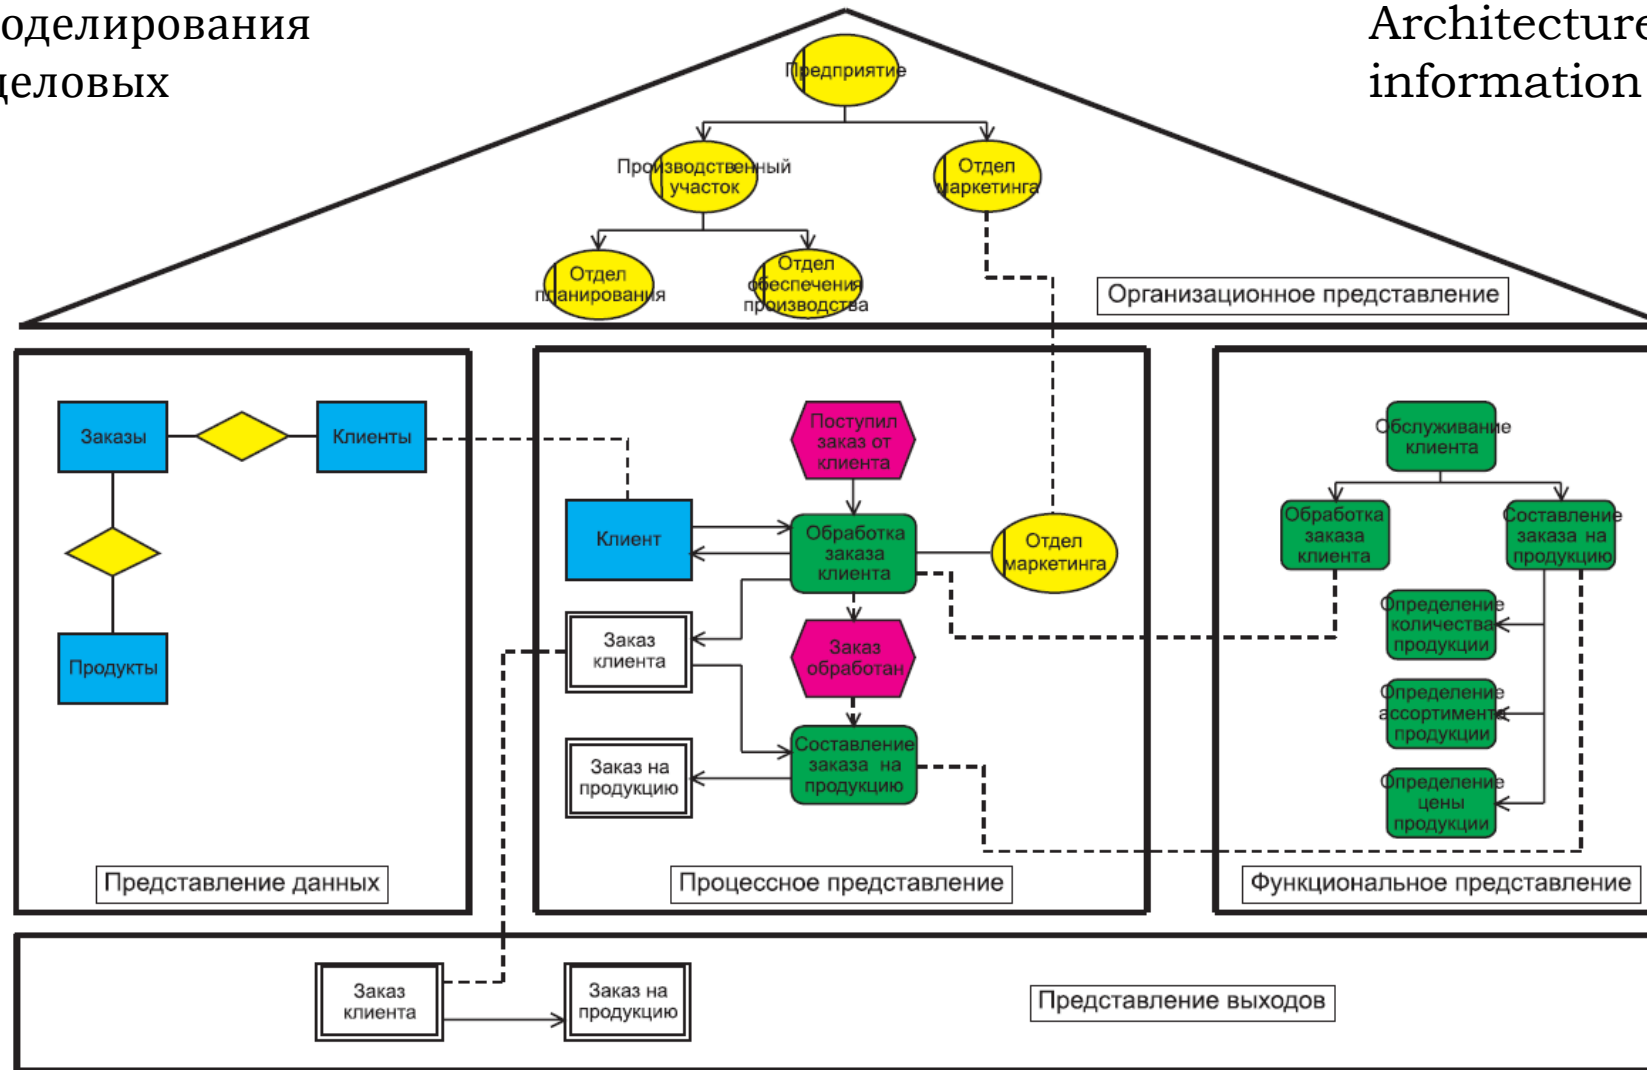 оделирования
деловых
Architecture
information
Предприятие
Производственный
участок
Отдел
маркетинга
Отдел
планирования
Отдел
обеспечения
производства
Организационное представление
Заказы
Клиенты
Продукты
Представление данных
Поступил
заказ от
клиента
Клиент
Обработка
заказа
клиента
Отдел
маркетинга
Заказ
клиента
Заказ
обработан
Заказ на
продукцию
Составление
заказа на
продукцию
Процессное представление
Обслуживание
клиента
Обработка
заказа
клиента
Составление
заказа на
продукцию
Определение
количества
продукции
Определение
ассортимента
продукции
Определение
цены
продукции
Функциональное представление
Заказ
клиента
Заказ на
продукцию
Представление выходов